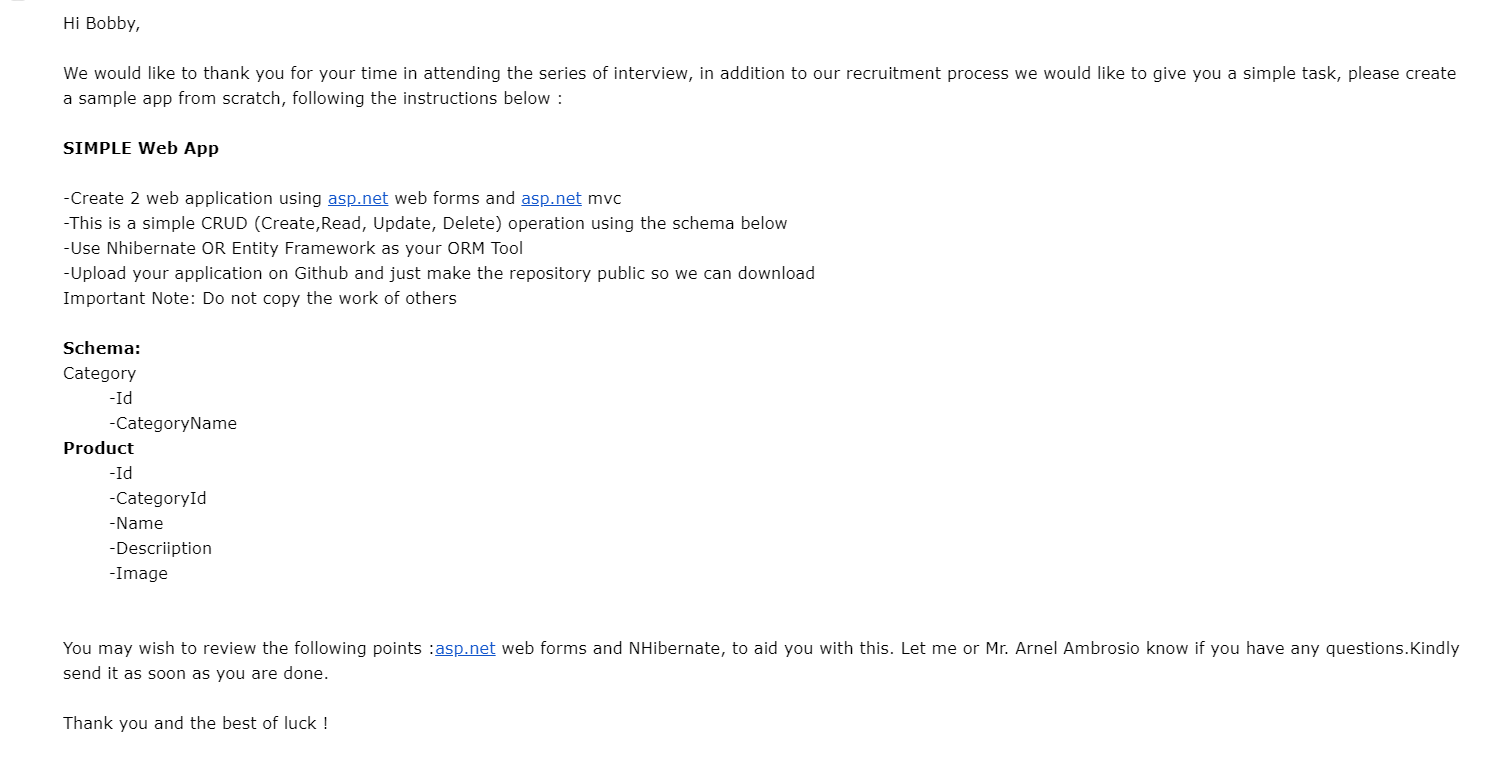 Hi Bobby,
We would like to thank you for your time in attending the series of interview, in addition to our recruitment process we would like to give you a simple task, please create
a sample app from scratch, following the instructions below :
SIMPLE Web App
-Create 2 web application using asp.net web forms and asp.net mvc
-This is a simple CRUD (Create,Read, Update, Delete) operation using the schema below
-Use Nhibernate OR Entity Framework as your ORM Tool
-Upload your application on Github and just make the repository public so we can download
Important Note: Do not copy the work of others
Schema:
Category
-Id
-CategoryName
Product
-Id
-CategoryId
-Name
-Descriiption
-Image
You may wish to review the following points :asp.net web forms and NHibernate, to aid you with this. Let me or Mr. Arnel Ambrosio know if you have any questions.Kindly
send it as soon as you are done.
Thank you and the best of luck !